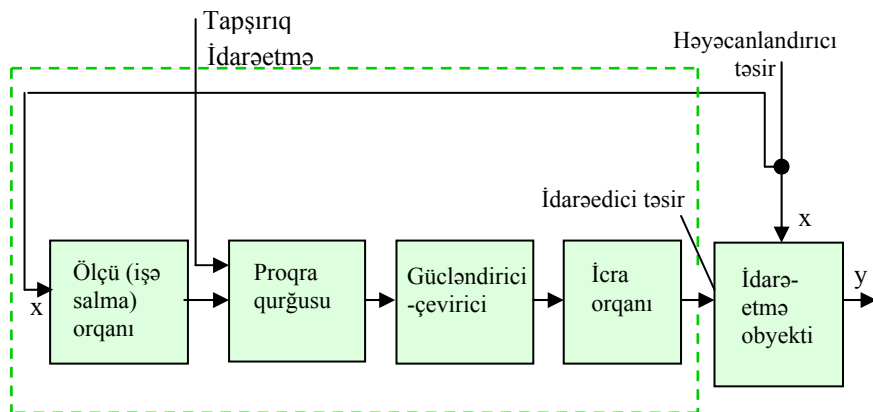 Tapşırıq
İdarəetmə
Həyəcanlandırıcı
təsir
İdarəedici təsir
x
x
Ölçü (işə
salma)
orqanı
Proqra
qurğusu
Gücləndirici
-çevirici
İcra
orqanı
İdarə-
etmə
obyekti
y